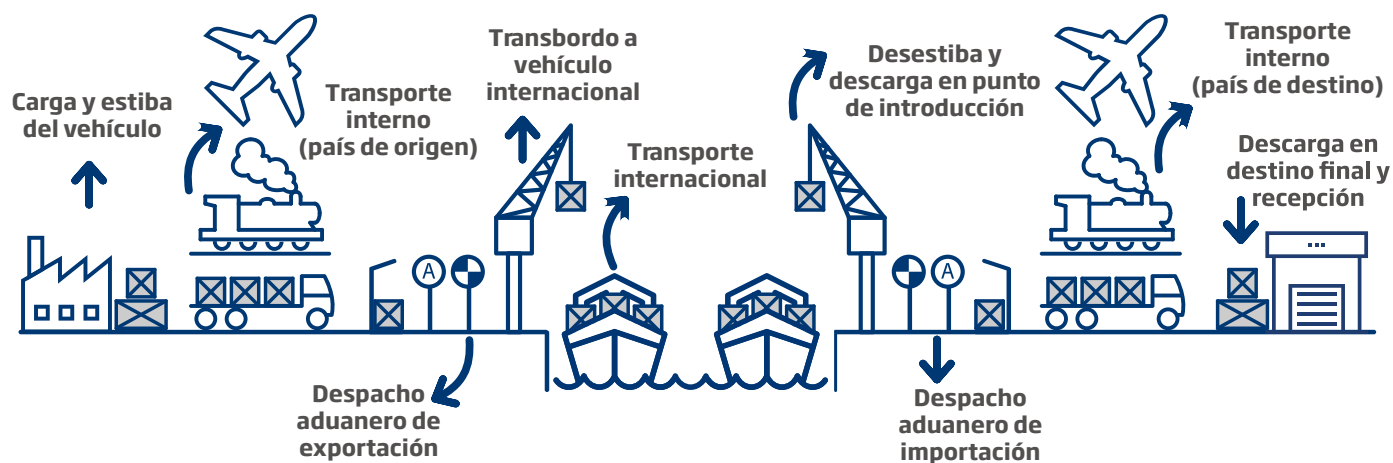 Carga y estiba
del vehículo
Transporte
interno
(país de origen)
Transbordo a
vehículo
internacional
Transporte
internacional
Desestiba y
descarga en punto
de introducción
Transporte
interno
(país de destino)
Descarga en
destino final y
recepción
A
A
Despacho
aduanero de
exportación
Despacho
aduanero de
importación